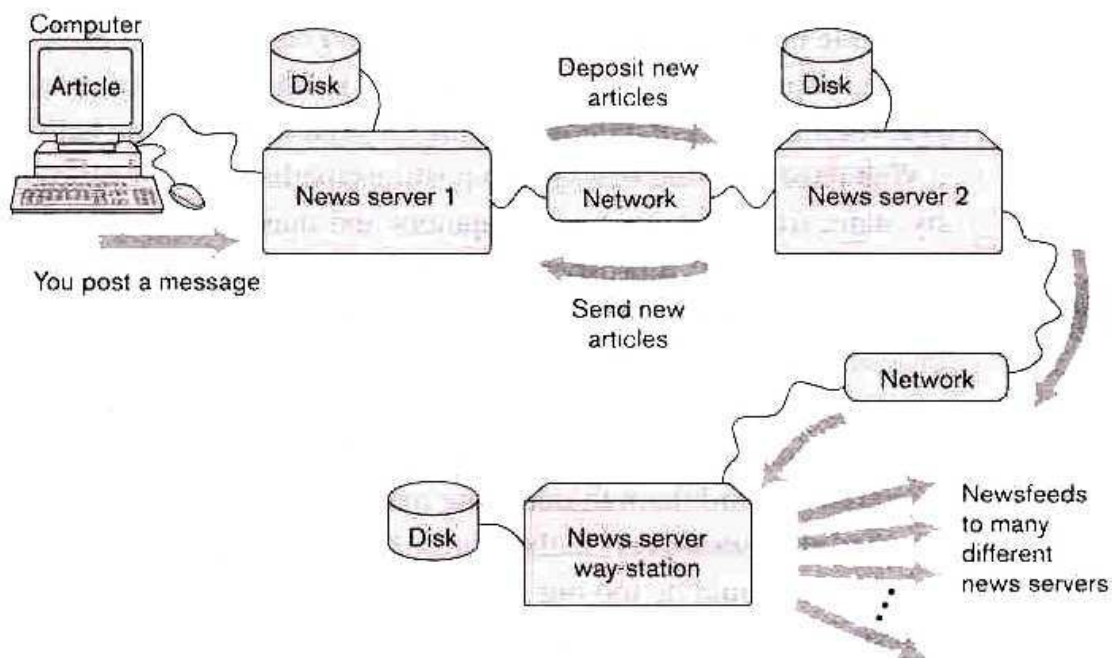 Computer
Article
Disk
Deposit new
articles
Disk
News server 1
Network
News server 2
You post a message
Send new
articles
Network
Disk
News server
way-station
Newsfeeds
to many
different
news servers